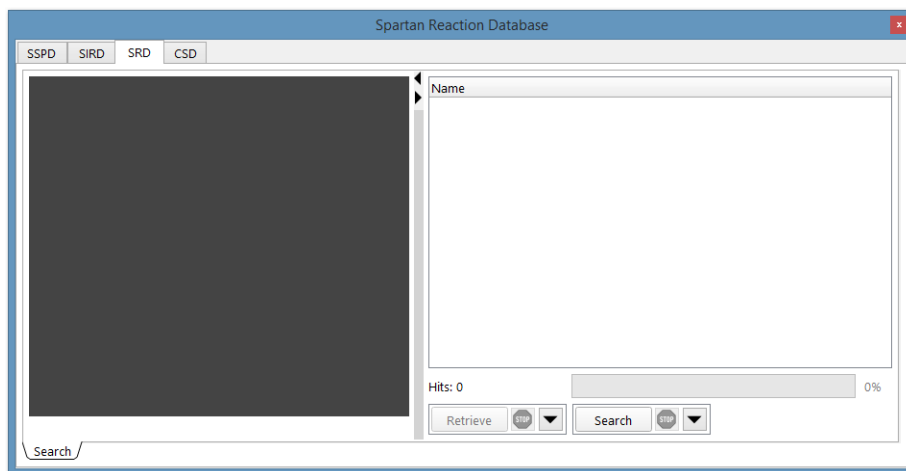 Spartan Reaction Database
x
SSPD SIRD SRD CSD
Name
Hits: 0 0%
Retrieve STOP Search STOP
Search